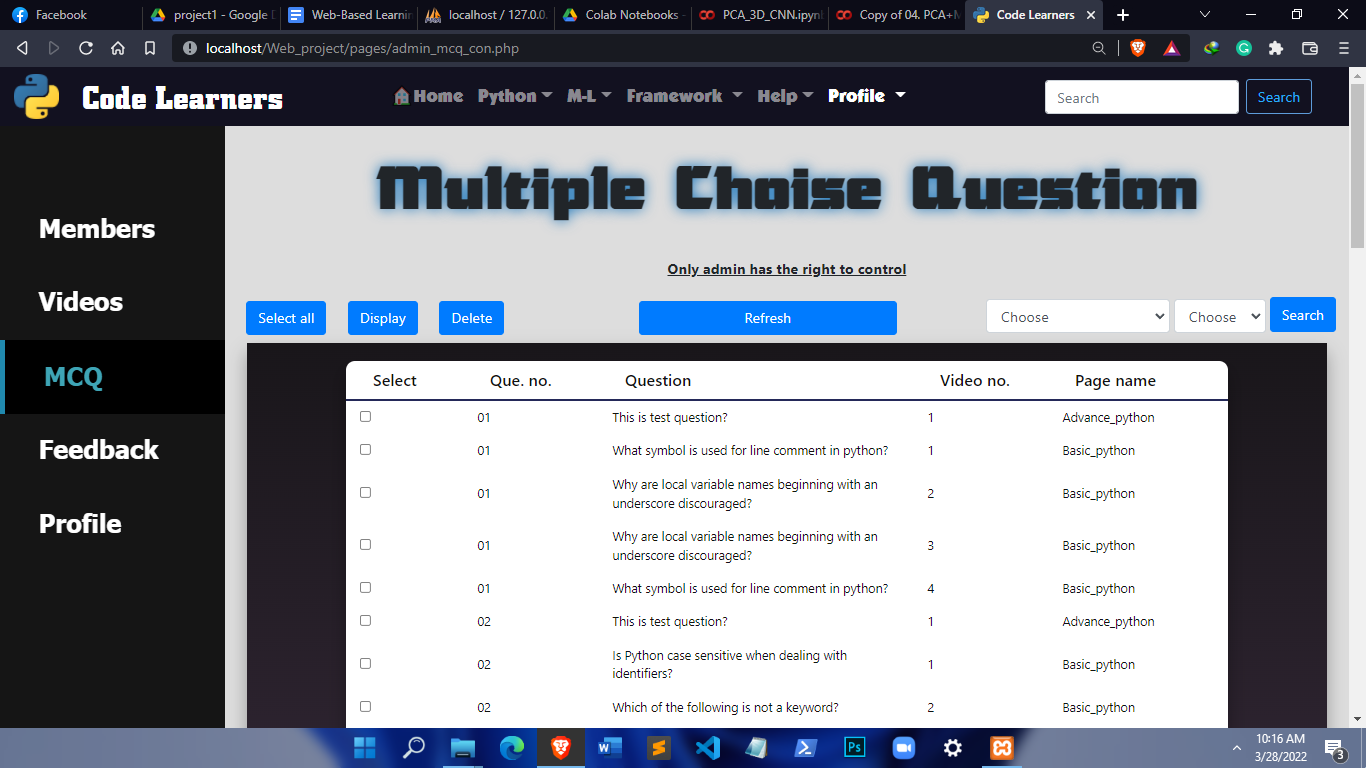 Facebook
project1 - Google D
Web-Based Learnin
localhost / 127.0.0.
Colab Notebooks -
PCA_3D_CNN.ipynb
Copy of 04. PCA+M
Code Learners
localhost/Web_project/pages/admin_mcq_con.php
Code Learners
Home Python M-L Framework Help Profile
Search
Search
Members
Videos
MCQ
Feedback
Profile
Multiple Choise Question
Only admin has the right to control
Select all Display Delete Refresh Choose Choose Search
Select Que. no. Question Video no. Page name
01 This is test question? 1 Advance_python
01 What symbol is used for line comment in python? 1 Basic_python
01 Why are local variable names beginning with an
underscore discouraged? 2 Basic_python
01 Why are local variable names beginning with an
underscore discouraged? 3 Basic_python
01 What symbol is used for line comment in python? 4 Basic_python
02 This is test question? 1 Advance_python
02 Is Python case sensitive when dealing with
identifiers? 1 Basic_python
02 Which of the following is not a keyword? 2 Basic_python
Ps
10:16 AM
3/28/2022
3